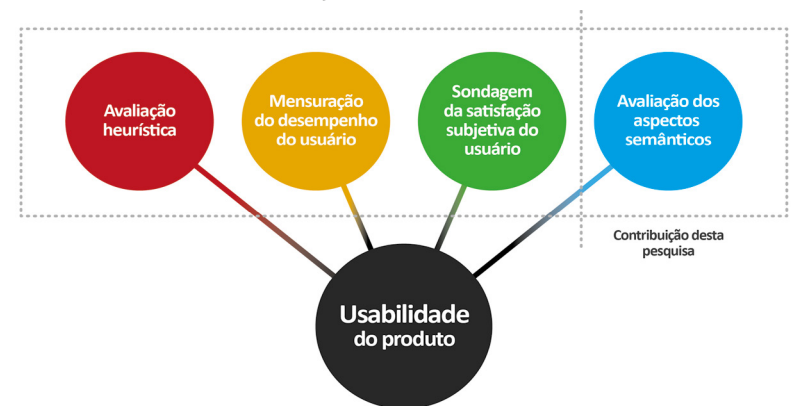 Avaliação
heurística
Mensuração
do desempenho
do usuário
Sondagem
da satisfação
subjetiva do
usuário
Avaliação dos
aspectos
semânticos
Contribuição desta
pesquisa
Usabilidade
do produto